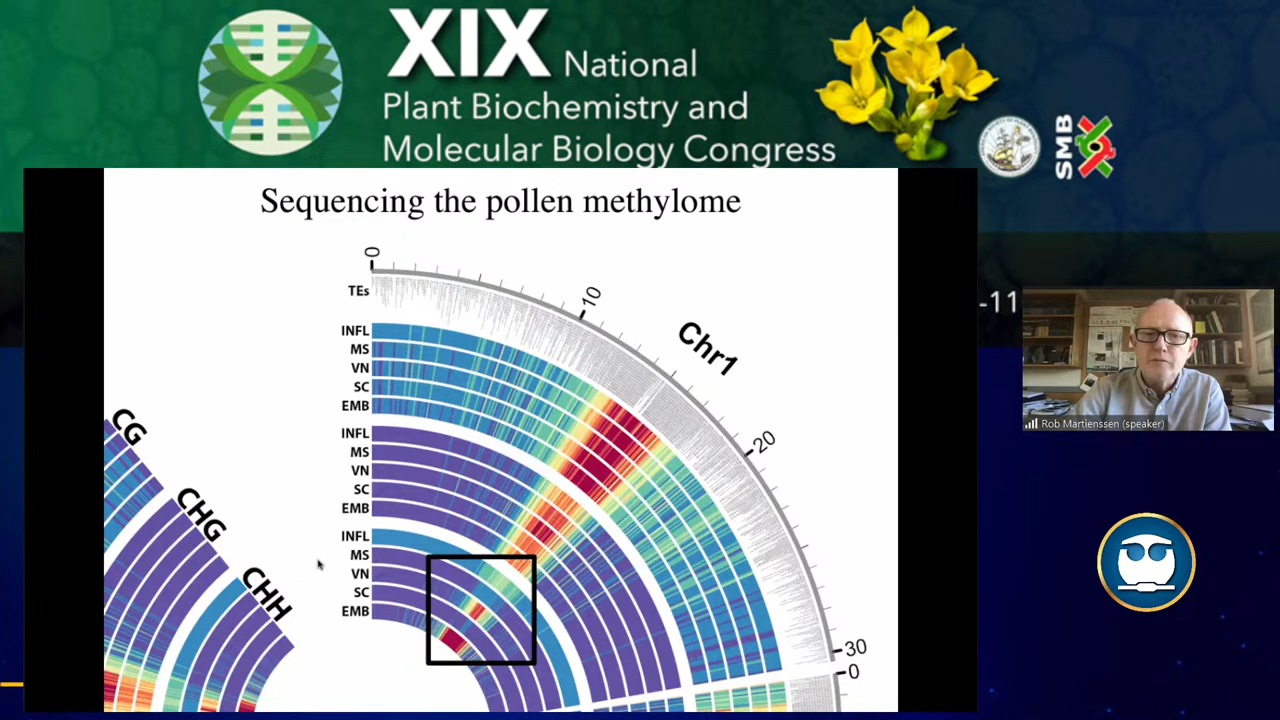 XIX National
Plant Biochemistry and
Molecular Biology Congress
SMB
Sequencing the pollen methylome
0
TEs
10
Chr1
20
30
0
INFL
MS
VN
SC
EMB
INFL
MS
VN
SC
EMB
INFL
MS
VN
SC
EMB
CG
CHG
CHH
-11
Rob Martienssen (speaker)